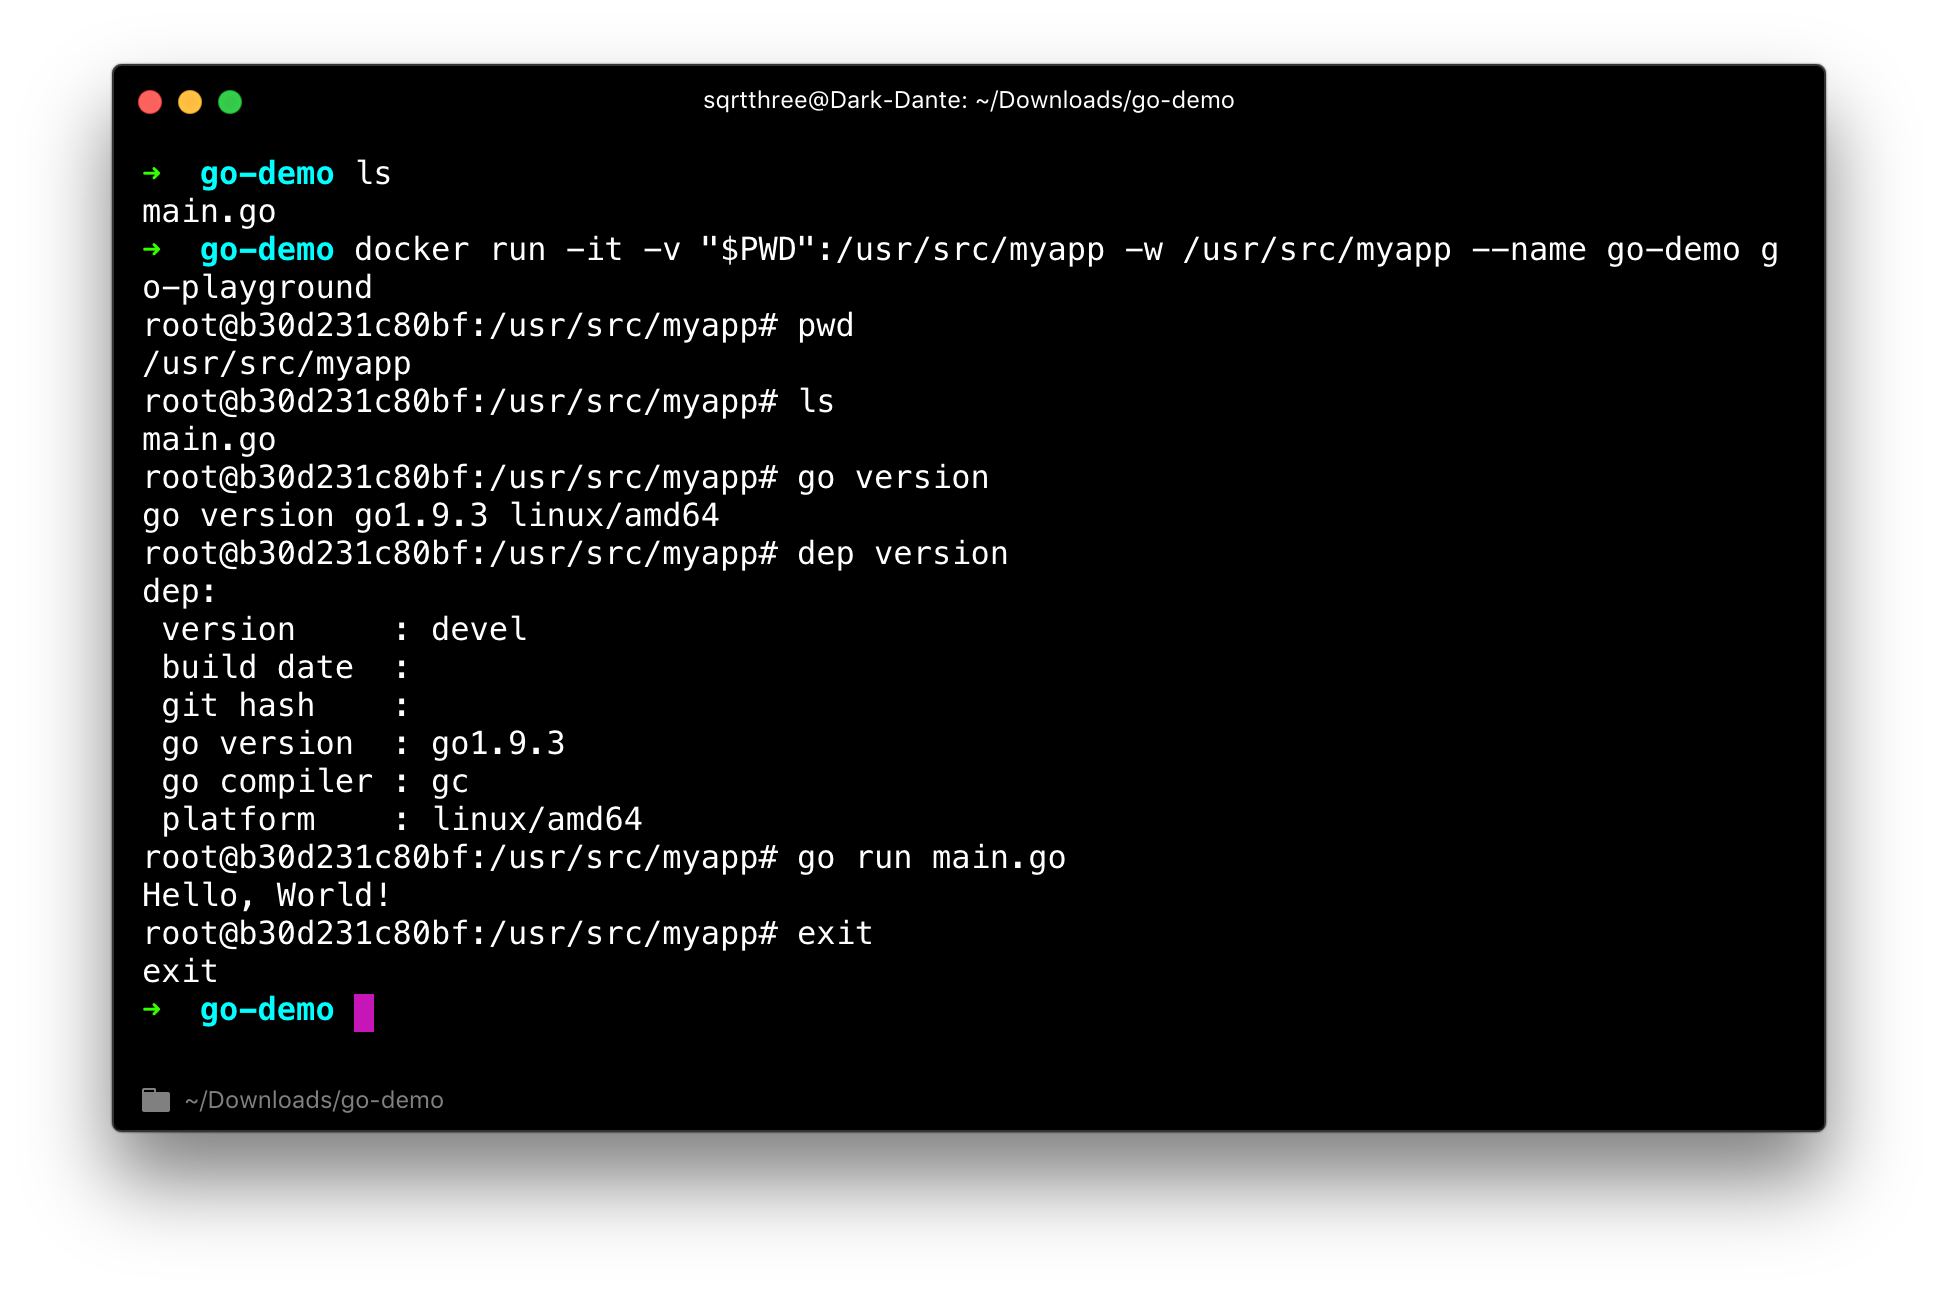 sqrtthree@Dark-Dante: ~/Downloads/go-demo
➜  go-demo ls
main.go
➜  go-demo docker run -it -v "$PWD":/usr/src/myapp -w /usr/src/myapp --name go-demo g
o-playground
root@b30d231c80bf:/usr/src/myapp# pwd
/usr/src/myapp
root@b30d231c80bf:/usr/src/myapp# ls
main.go
root@b30d231c80bf:/usr/src/myapp# go version
go version go1.9.3 linux/amd64
root@b30d231c80bf:/usr/src/myapp# dep version
dep:
 version     : devel
 build date  :
 git hash    :
 go version  : go1.9.3
 go compiler : gc
 platform    : linux/amd64
root@b30d231c80bf:/usr/src/myapp# go run main.go
Hello, World!
root@b30d231c80bf:/usr/src/myapp# exit
exit
➜  go-demo
~/Downloads/go-demo